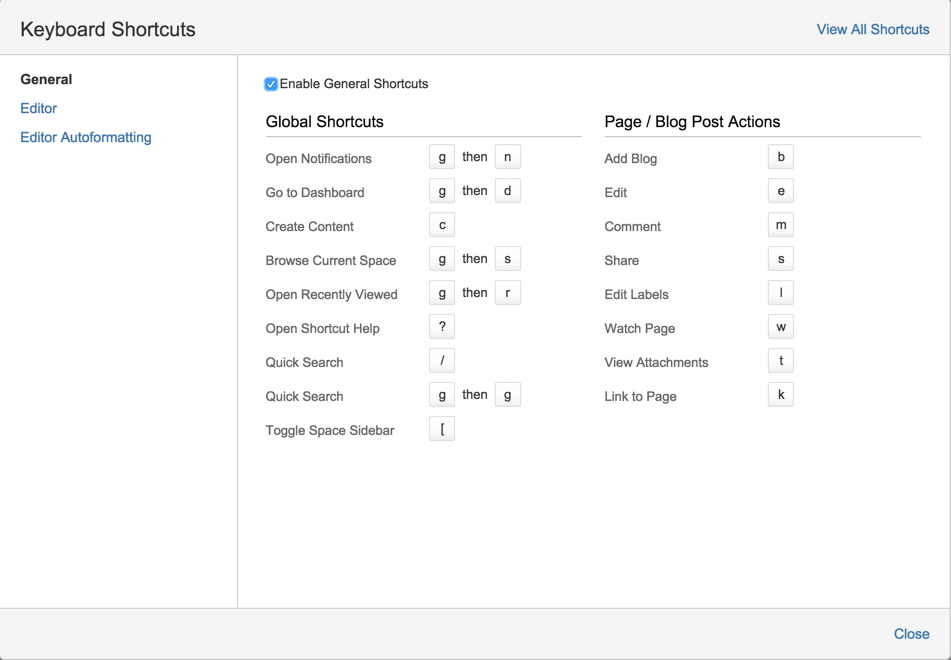 Keyboard Shortcuts
View All Shortcuts
General
Editor
Editor Autoformatting
Enable General Shortcuts
Global Shortcuts
Open Notifications g then n
Go to Dashboard g then d
Create Content c
Browse Current Space g then s
Open Recently Viewed g then r
Open Shortcut Help ?
Quick Search /
Quick Search g then g
Toggle Space Sidebar [
Page / Blog Post Actions
Add Blog b
Edit e
Comment m
Share s
Edit Labels l
Watch Page w
View Attachments t
Link to Page k
Close